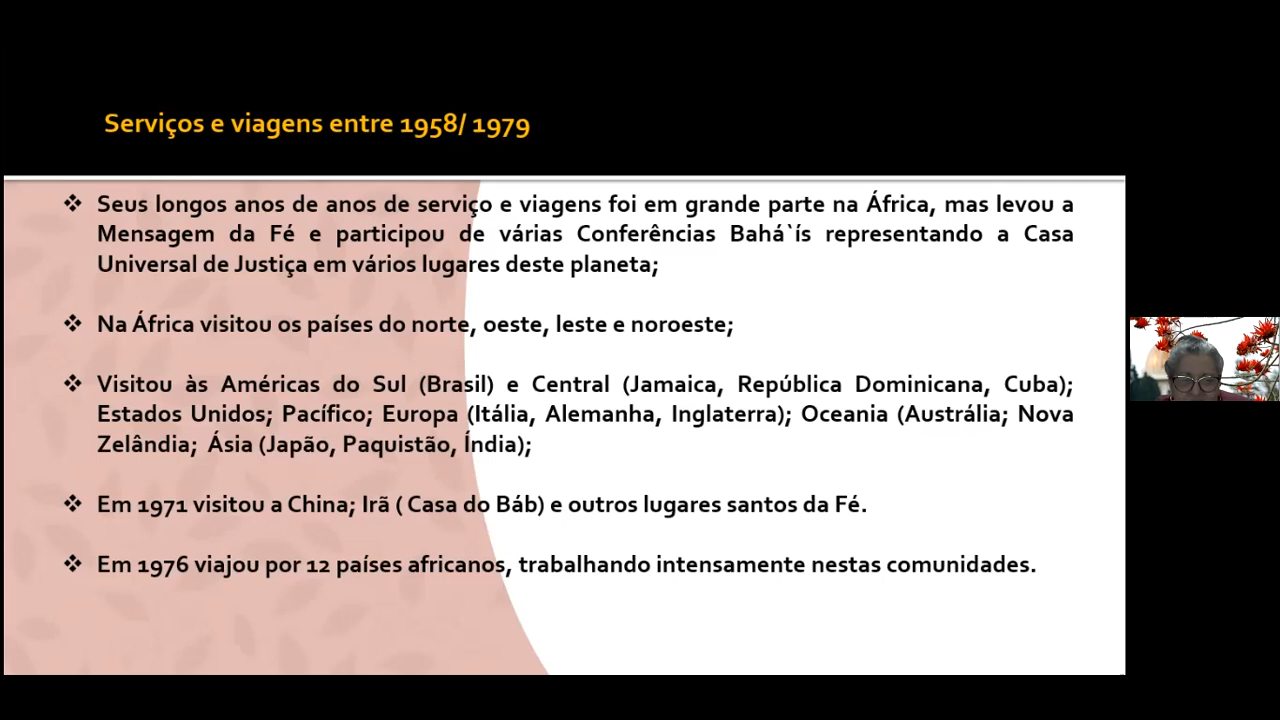 Serviços e viagens entre 1958/ 1979
❖ Seus longos anos de anos de serviço e viagens foi em grande parte na África, mas levou a
Mensagem da Fé e participou de várias Conferências Bahá`ís representando a Casa
Universal de Justiça em vários lugares deste planeta;
❖ Na África visitou os países do norte, oeste, leste e noroeste;
❖ Visitou às Américas do Sul (Brasil) e Central (Jamaica, República Dominicana, Cuba);
Estados Unidos; Pacífico; Europa (Itália, Alemanha, Inglaterra); Oceania (Austrália; Nova
Zelândia; Ásia (Japão, Paquistão, Índia);
❖ Em 1971 visitou a China; Irã ( Casa do Báb) e outros lugares santos da Fé.
❖ Em 1976 viajou por 12 países africanos, trabalhando intensamente nestas comunidades.